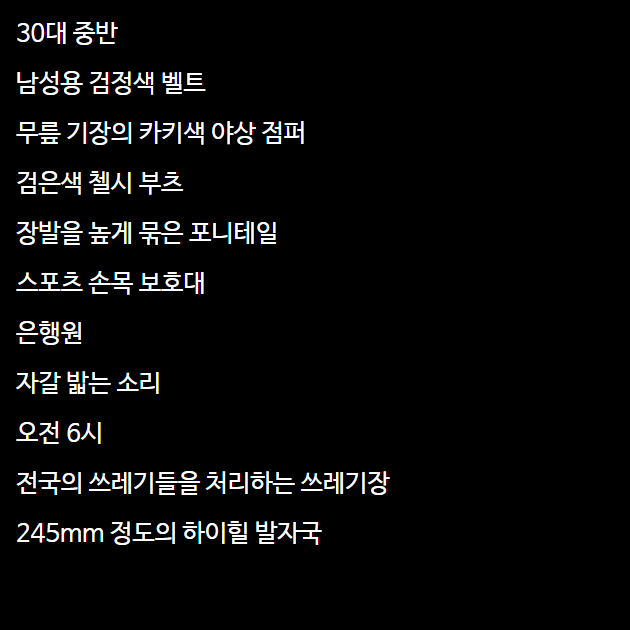 30대 중반
남성용 검정색 벨트
무릎 기장의 카키색 야상 점퍼
검은색 첼시 부츠
장발을 높게 묶은 포니테일
스포츠 손목 보호대
은행원
자갈 밟는 소리
오전 6시
전국의 쓰레기들을 처리하는 쓰레기장
245mm 정도의 하이힐 발자국